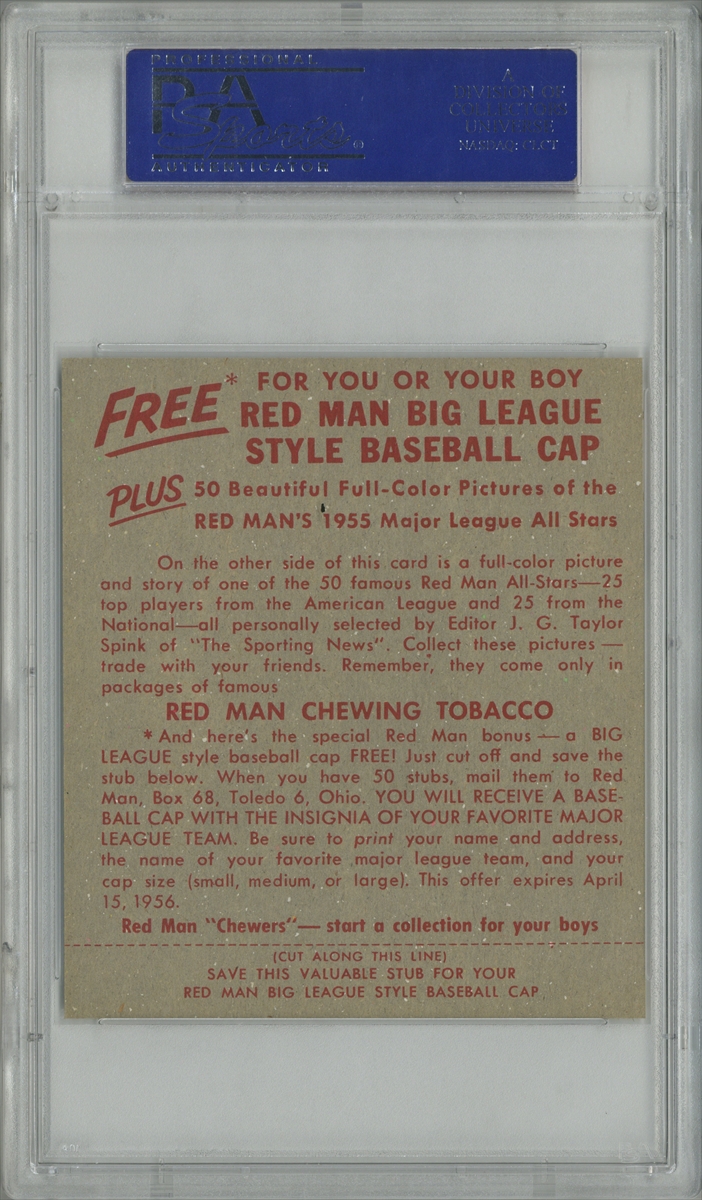 PROFESSIONAL
PSA
Sports®
AUTHENTICATOR
A
DIVISION OF
COLLECTORS
UNIVERSE
NASDAQ: CLCT
FREE* FOR YOU OR YOUR BOY
RED MAN BIG LEAGUE
STYLE BASEBALL CAP
PLUS 50 Beautiful Full-Color Pictures of the
RED MAN'S 1955 Major League All Stars
On the other side of this card is a full-color picture
and story of one of the 50 famous Red Man All-Stars—25
top players from the American League and 25 from the
National—all personally selected by Editor J. G. Taylor
Spink of "The Sporting News". Collect these pictures —
trade with your friends. Remember, they come only in
packages of famous
RED MAN CHEWING TOBACCO
*And here's the special Red Man bonus — a BIG
LEAGUE style baseball cap FREE! Just cut off and save the
stub below. When you have 50 stubs, mail them to Red
Man, Box 68, Toledo 6, Ohio. YOU WILL RECEIVE A BASE-
BALL CAP WITH THE INSIGNIA OF YOUR FAVORITE MAJOR
LEAGUE TEAM. Be sure to print your name and address,
the name of your favorite major league team, and your
cap size (small, medium, or large). This offer expires April
15, 1956.
Red Man "Chewers"— start a collection for your boys
(CUT ALONG THIS LINE)
SAVE THIS VALUABLE STUB FOR YOUR
RED MAN BIG LEAGUE STYLE BASEBALL CAP